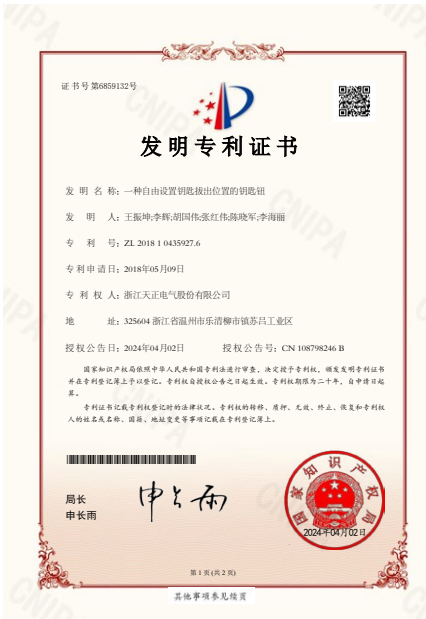 证书号第6859132号
发明专利证书
发明名称：一种自由设置钥匙拔出位置的钥匙钮
发明人：王振坤;李辉;胡国伟;张红伟;陈晓军;李海丽
专利号：ZL 2018 1 0435927.6
专利申请日：2018年05月09日
专利权人：浙江天正电气股份有限公司
地址：325604 浙江省温州市乐清柳市镇苏吕工业区
授权公告日：2024年04月02日 授权公告号：CN 108798246 B
国家知识产权局依照中华人民共和国专利法进行审查，决定授予专利权，颁发发明专利证书
并在专利登记簿上予以登记。专利权自授权公告之日起生效。专利权期限为二十年，自申请日起
算。
专利证书记载专利权登记时的法律状况。专利权的转移、质押、无效、终止、恢复和专利权
人的姓名或名称、国籍、地址变更等事项记载在专利登记簿上。
局长
申长雨
申长雨
国家知识产权局
2024年04月02日
第 1 页 (共 2 页)
其他事项参见续页
CNIPA
CNIPA
CNIPA
CNIPA
CNIPA